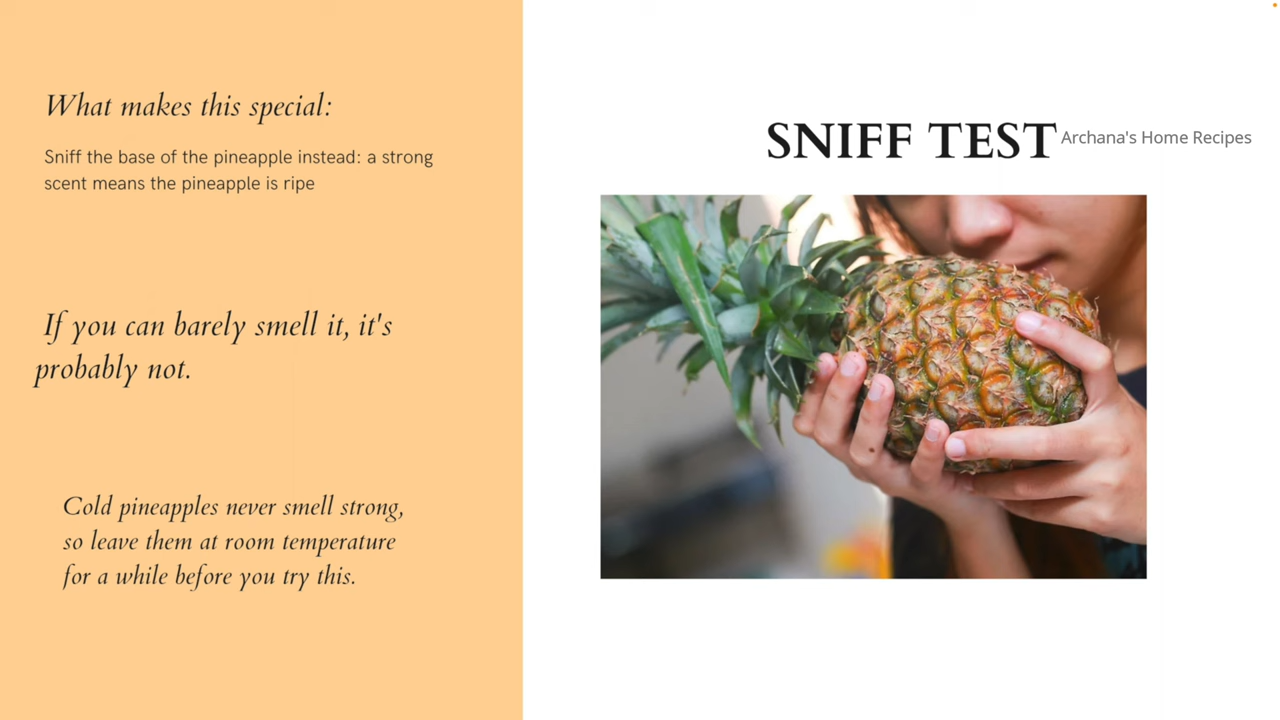 What makes this special:
Sniff the base of the pineapple instead: a strong
scent means the pineapple is ripe
If you can barely smell it, it's
probably not.
Cold pineapples never smell strong,
so leave them at room temperature
for a while before you try this.
SNIFF TEST
Archana's Home Recipes